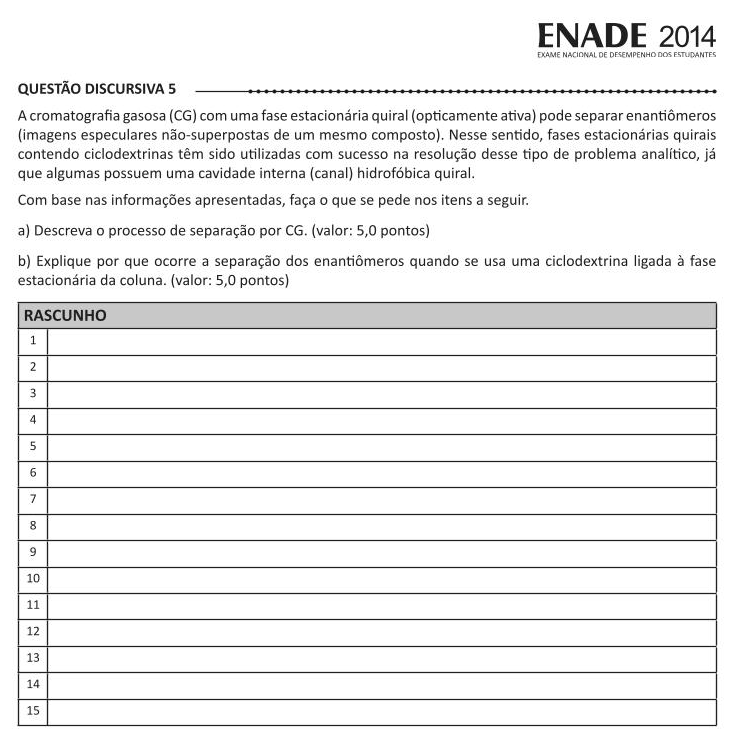 ENADE 2014
EXAME NACIONAL DE DESEMPENHO DOS ESTUDANTES
QUESTÃO DISCURSIVA 5
A cromatografia gasosa (CG) com uma fase estacionária quiral (opticamente ativa) pode separar enantiômeros
(imagens especulares não-superpostas de um mesmo composto). Nesse sentido, fases estacionárias quirais
contendo ciclodextrinas têm sido utilizadas com sucesso na resolução desse tipo de problema analítico, já
que algumas possuem uma cavidade interna (canal) hidrofóbica quiral.
Com base nas informações apresentadas, faça o que se pede nos itens a seguir.
a) Descreva o processo de separação por CG. (valor: 5,0 pontos)
b) Explique por que ocorre a separação dos enantiômeros quando se usa uma ciclodextrina ligada à fase
estacionária da coluna. (valor: 5,0 pontos)
RASCUNHO
1
2
3
4
5
6
7
8
9
10
11
12
13
14
15